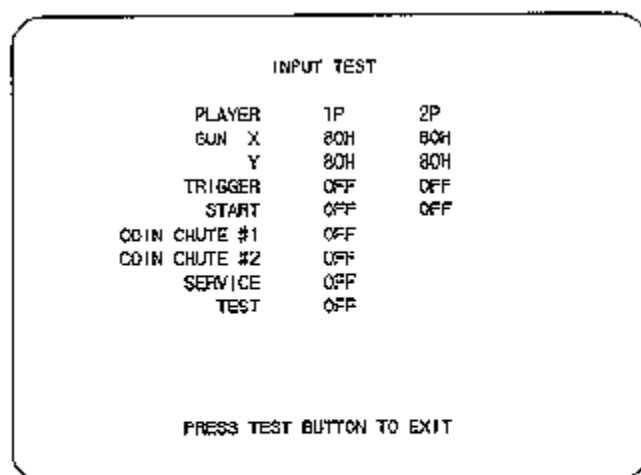 INPUT TEST
PLAYER 1P 2P
GUN X 80H 80H
Y 80H 80H
TRIGGER OFF OFF
START OFF OFF
COIN CHUTE #1 OFF
COIN CHUTE #2 OFF
SERVICE OFF
TEST OFF
PRESS TEST BUTTON TO EXIT